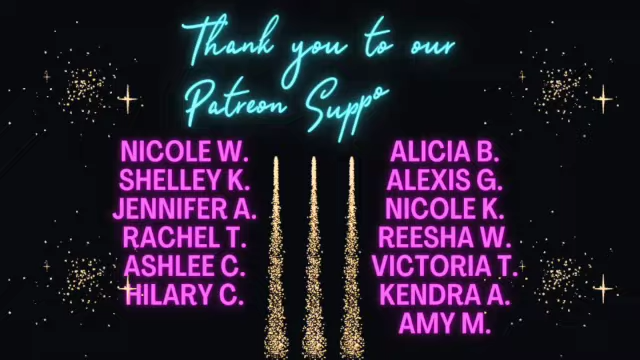 Thank you to our
Patreon Suppo
NICOLE W.
SHELLEY K.
JENNIFER A.
RACHEL T.
ASHLEE C.
HILARY C.
ALICIA B.
ALEXIS G.
NICOLE K.
REESHA W.
VICTORIA T.
KENDRA A.
AMY M.